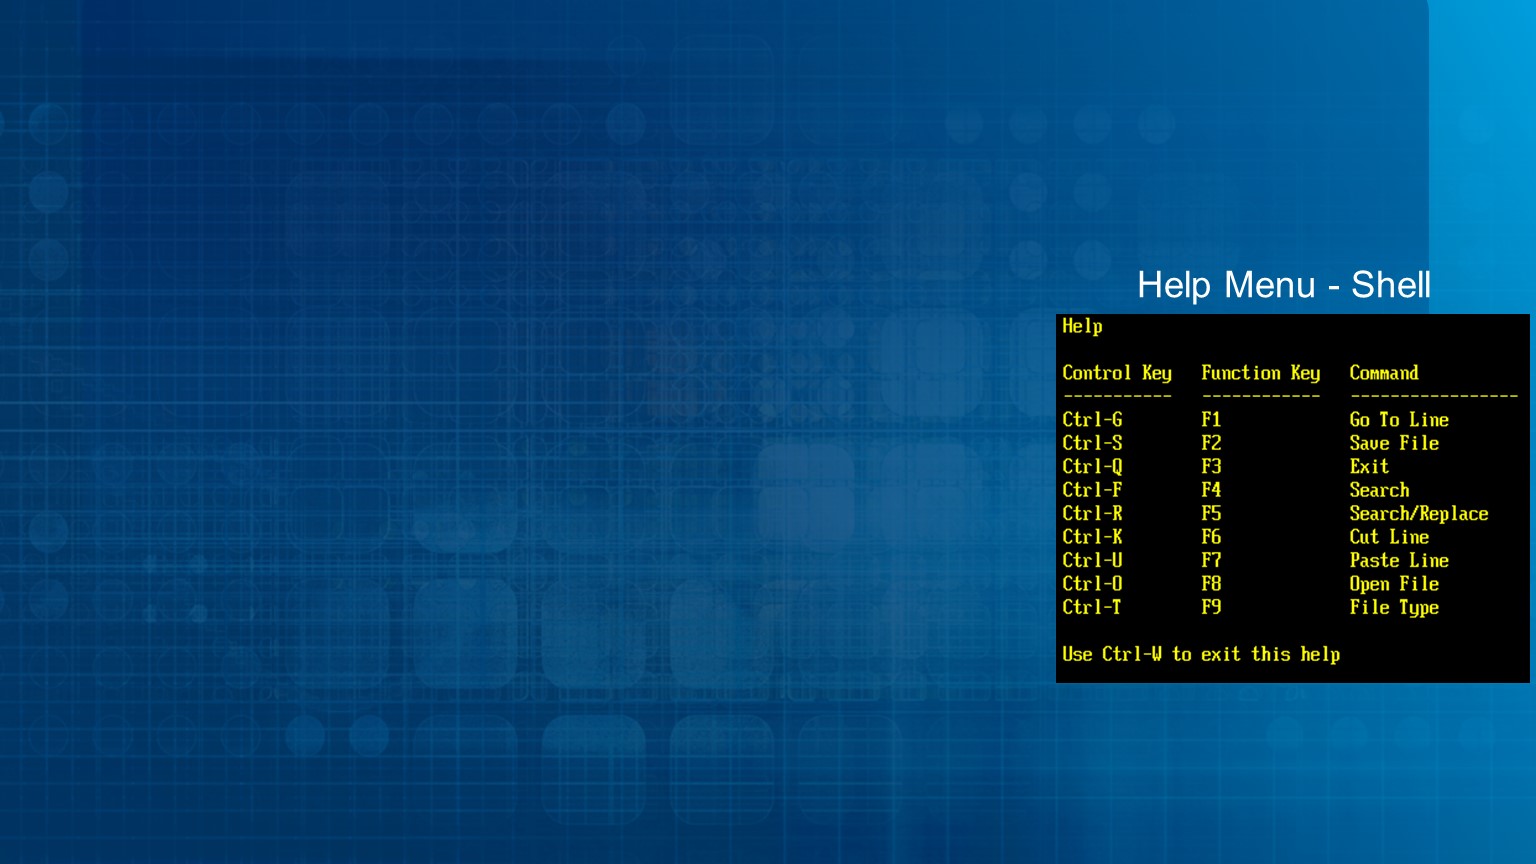 Help Menu - Shell
Help
Control Key Function Key Command
----------- ------------ -----------------
Ctrl-G F1 Go To Line
Ctrl-S F2 Save File
Ctrl-Q F3 Exit
Ctrl-F F4 Search
Ctrl-R F5 Search/Replace
Ctrl-K F6 Cut Line
Ctrl-U F7 Paste Line
Ctrl-O F8 Open File
Ctrl-T F9 File Type
Use Ctrl-W to exit this help